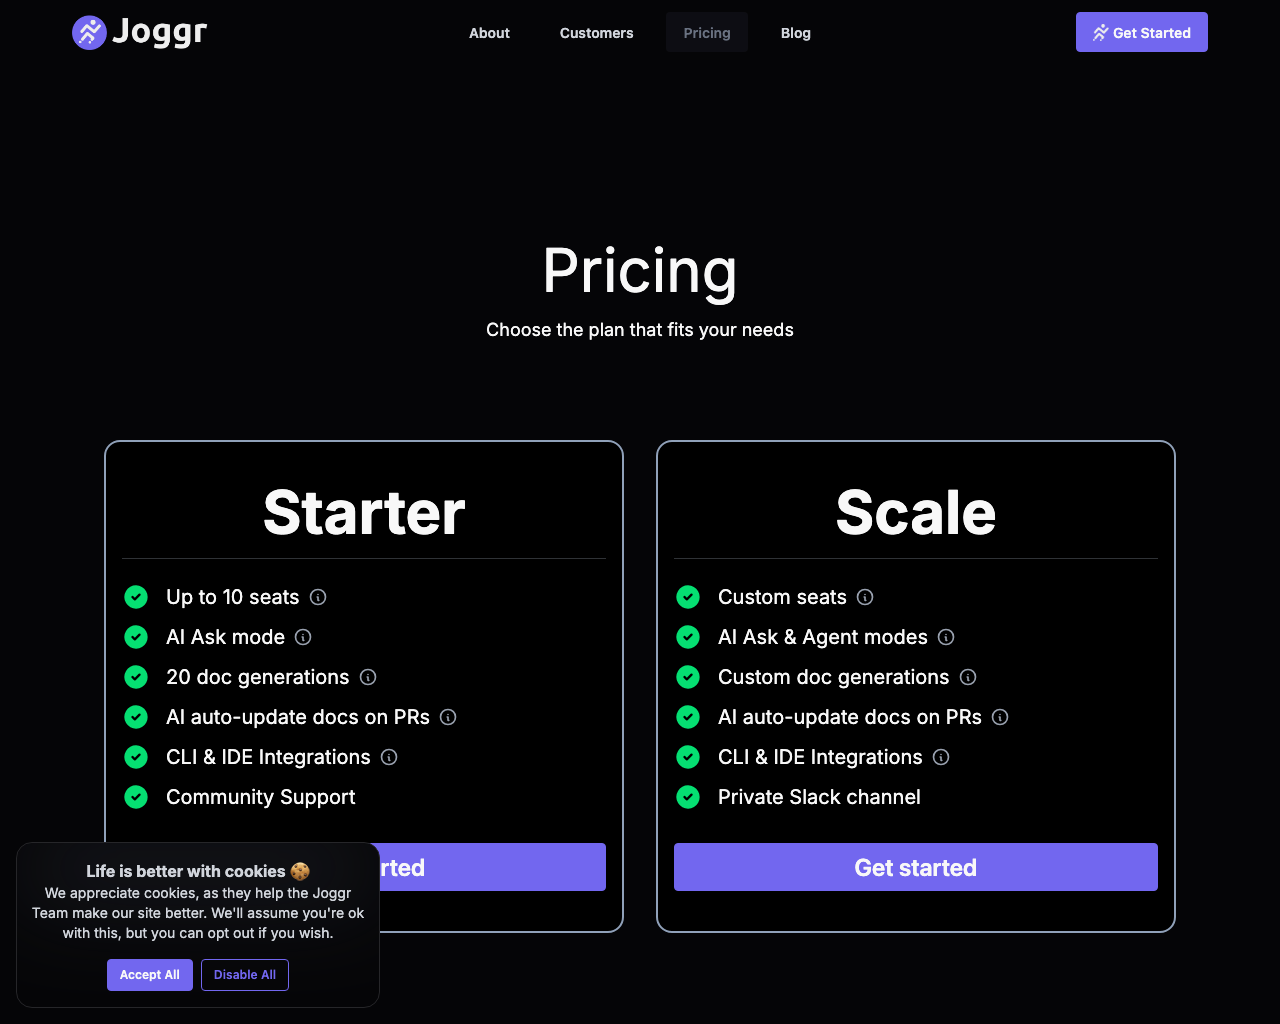 Joggr
About
Customers
Pricing
Blog
Get Started
Pricing
Choose the plan that fits your needs
Starter
Up to 10 seats
AI Ask mode
20 doc generations
AI auto-update docs on PRs
CLI & IDE Integrations
Community Support
rted
Scale
Custom seats
AI Ask & Agent modes
Custom doc generations
AI auto-update docs on PRs
CLI & IDE Integrations
Private Slack channel
Get started
Life is better with cookies 🍪
We appreciate cookies, as they help the Joggr
Team make our site better. We'll assume you're ok
with this, but you can opt out if you wish.
Accept All
Disable All